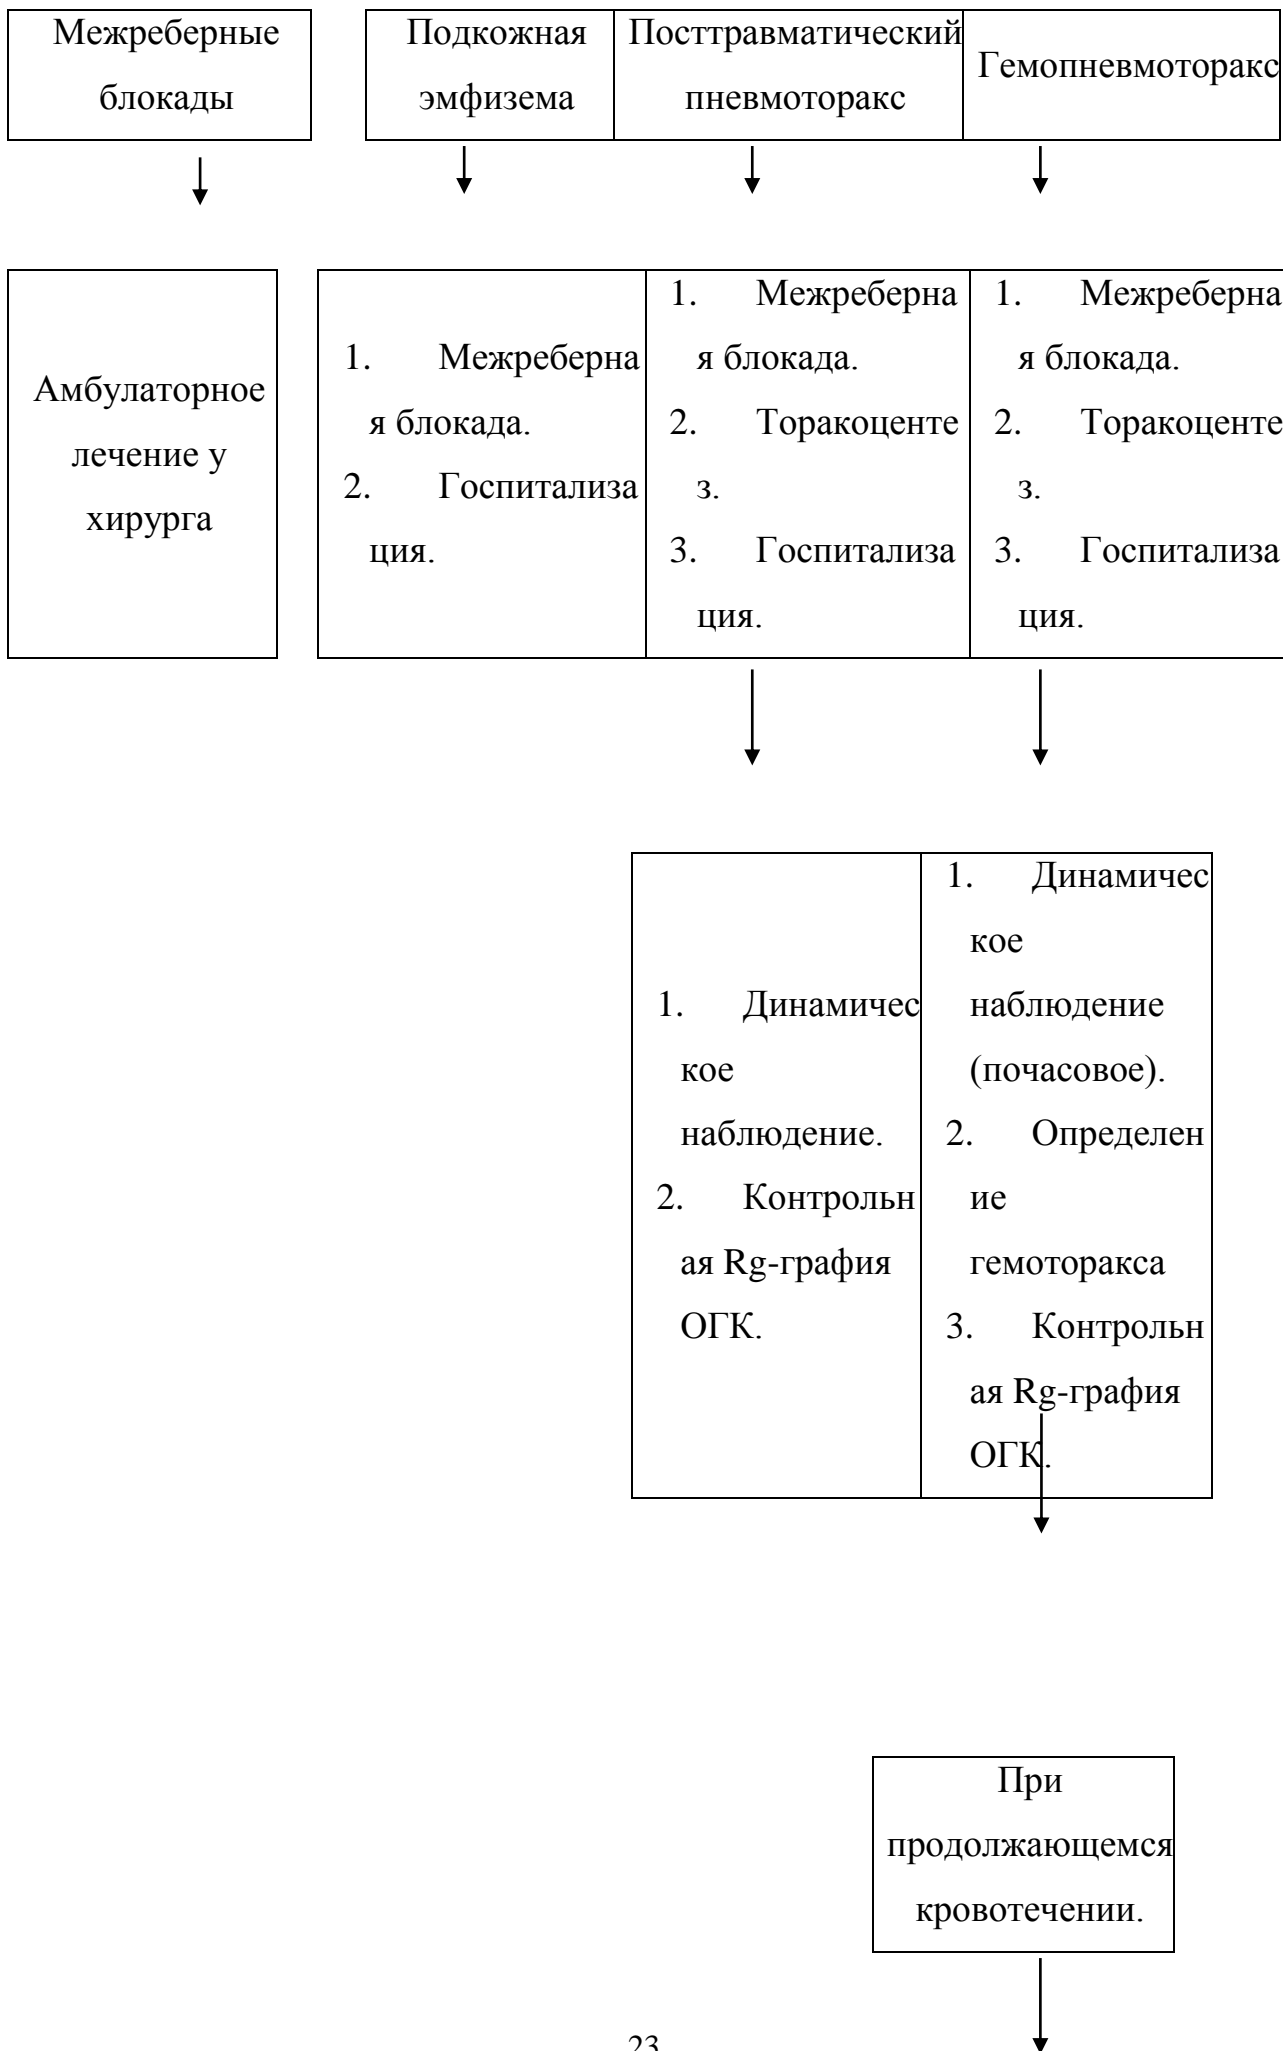 Межреберные
блокады
Подкожная
эмфизема
Посттравматический
пневмоторакс
Гемопневмоторакс
Амбулаторное
лечение у
хирурга
1. Межреберна
я блокада.
2. Госпитализа
ция.
1. Межреберна
я блокада.
2. Торакоценте
з.
3. Госпитализа
ция.
1. Межреберна
я блокада.
2. Торакоценте
з.
3. Госпитализа
ция.
1. Динамичес
кое
наблюдение.
2. Контрольн
ая Rg-графия
ОГК.
1. Динамичес
кое
наблюдение
(почасовое).
2. Определен
ие
гемоторакса
3. Контрольн
ая Rg-графия
ОГК.
При
продолжающемся
кровотечении.
23